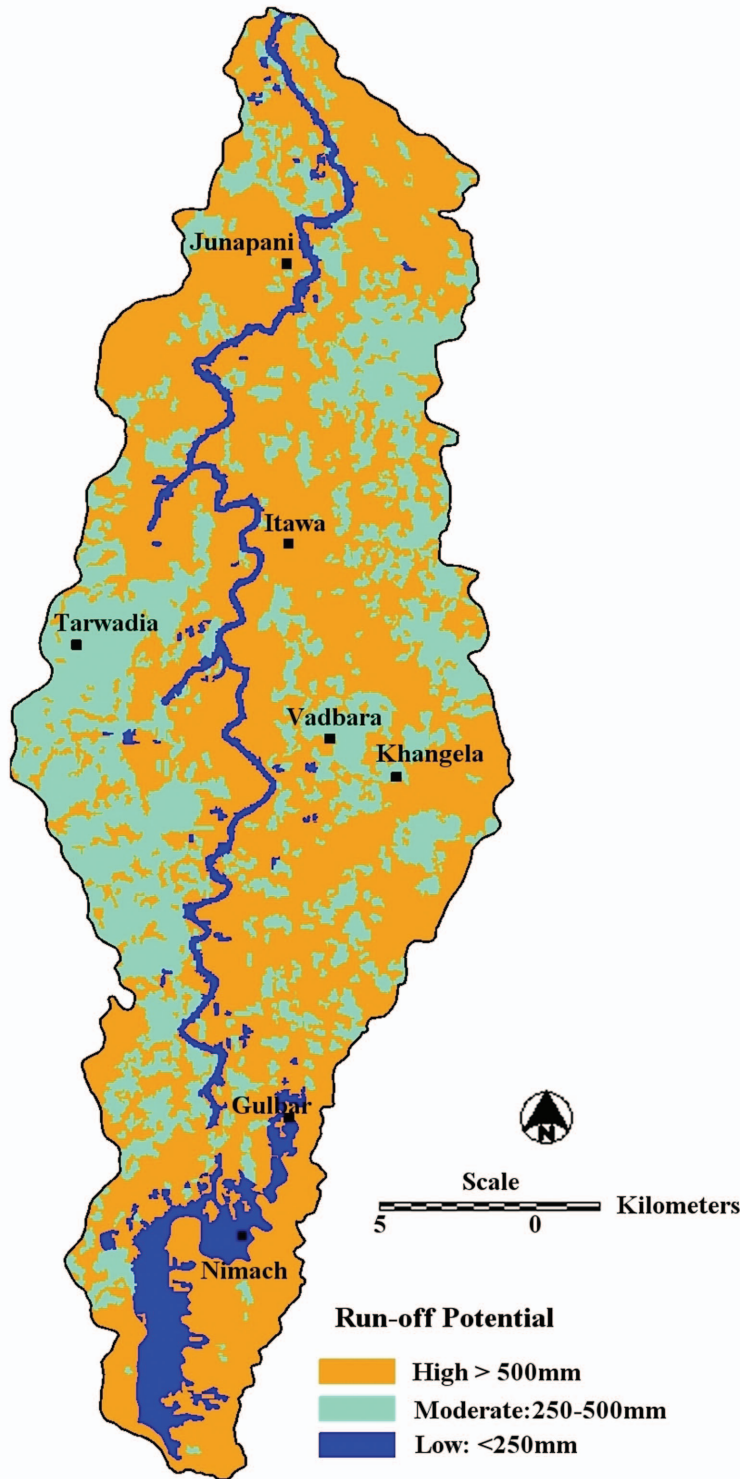 Junapani
Itawa
Tarwadia
Vadbara
Khangela
Gulbar
N
Scale
Kilometers
5 0
Nimach
Run-off Potential
High > 500mm
Moderate:250-500mm
Low: <250mm